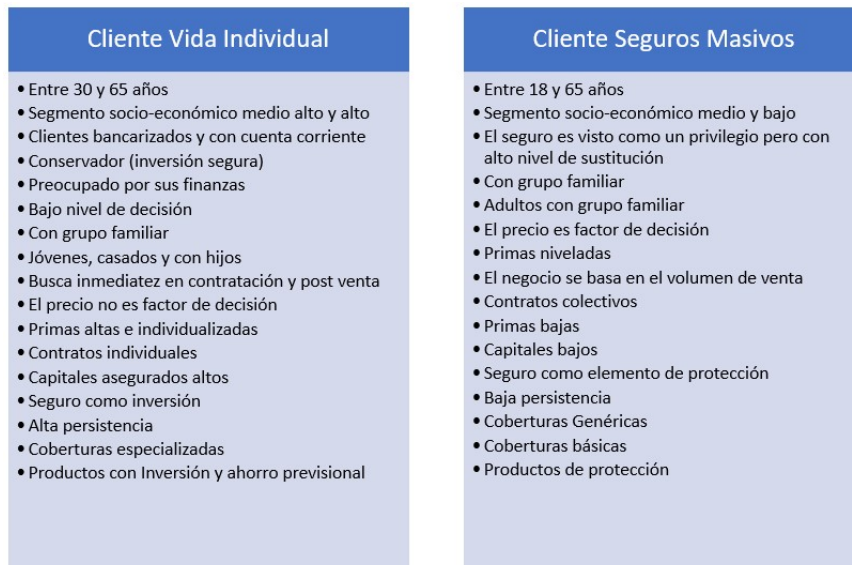 Cliente Vida Individual
• Entre 30 y 65 años
• Segmento socio-económico medio alto y alto
• Clientes bancarizados y con cuenta corriente
• Conservador (inversión segura)
• Preocupado por sus finanzas
• Bajo nivel de decisión
• Con grupo familiar
• Jóvenes, casados y con hijos
• Busca inmediatez en contratación y post venta
• El precio no es factor de decisión
• Primas altas e individualizadas
• Contratos individuales
• Capitales asegurados altos
• Seguro como inversión
• Alta persistencia
• Coberturas especializadas
• Productos con Inversión y ahorro previsional
Cliente Seguros Masivos
• Entre 18 y 65 años
• Segmento socio-económico medio y bajo
• El seguro es visto como un privilegio pero con
alto nivel de sustitución
• Con grupo familiar
• Adultos con grupo familiar
• El precio es factor de decisión
• Primas niveladas
• El negocio se basa en el volumen de venta
• Contratos colectivos
• Primas bajas
• Capitales bajos
• Seguro como elemento de protección
• Baja persistencia
• Coberturas Genéricas
• Coberturas básicas
• Productos de protección